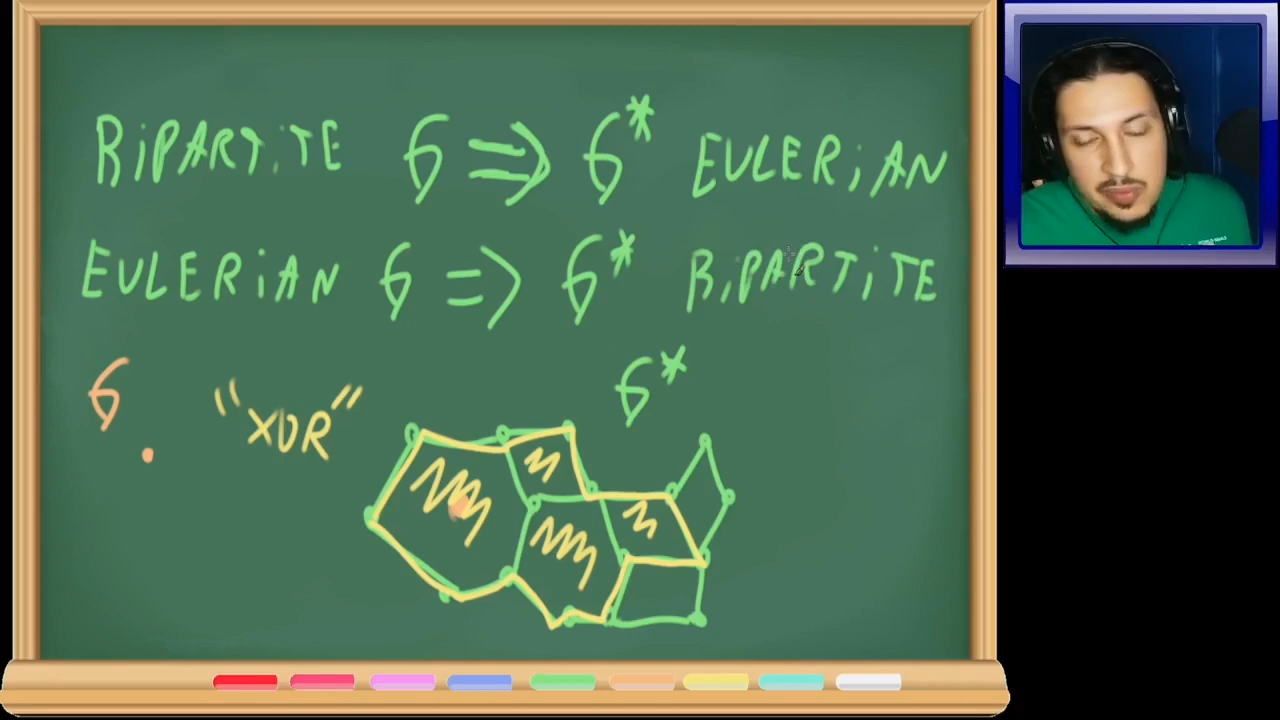 BiPARTiTE G => G* EULERiAN
EULERiAN G => G* BiPARTiTE
G "XOR" G*